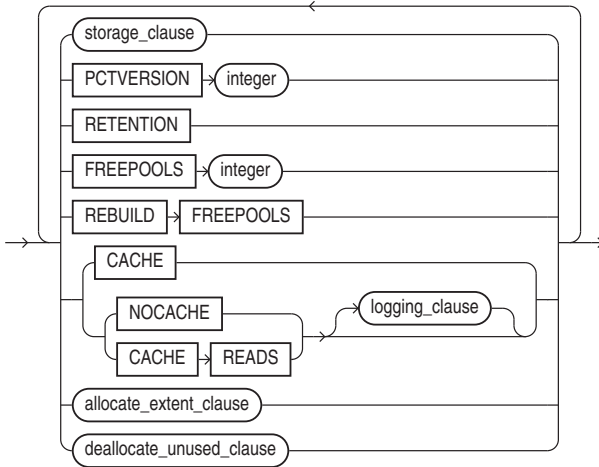 storage_clause
PCTVERSION integer
RETENTION
FREEPOOLS integer
REBUILD FREEPOOLS
CACHE
NOCACHE logging_clause
CACHE READS
allocate_extent_clause
deallocate_unused_clause